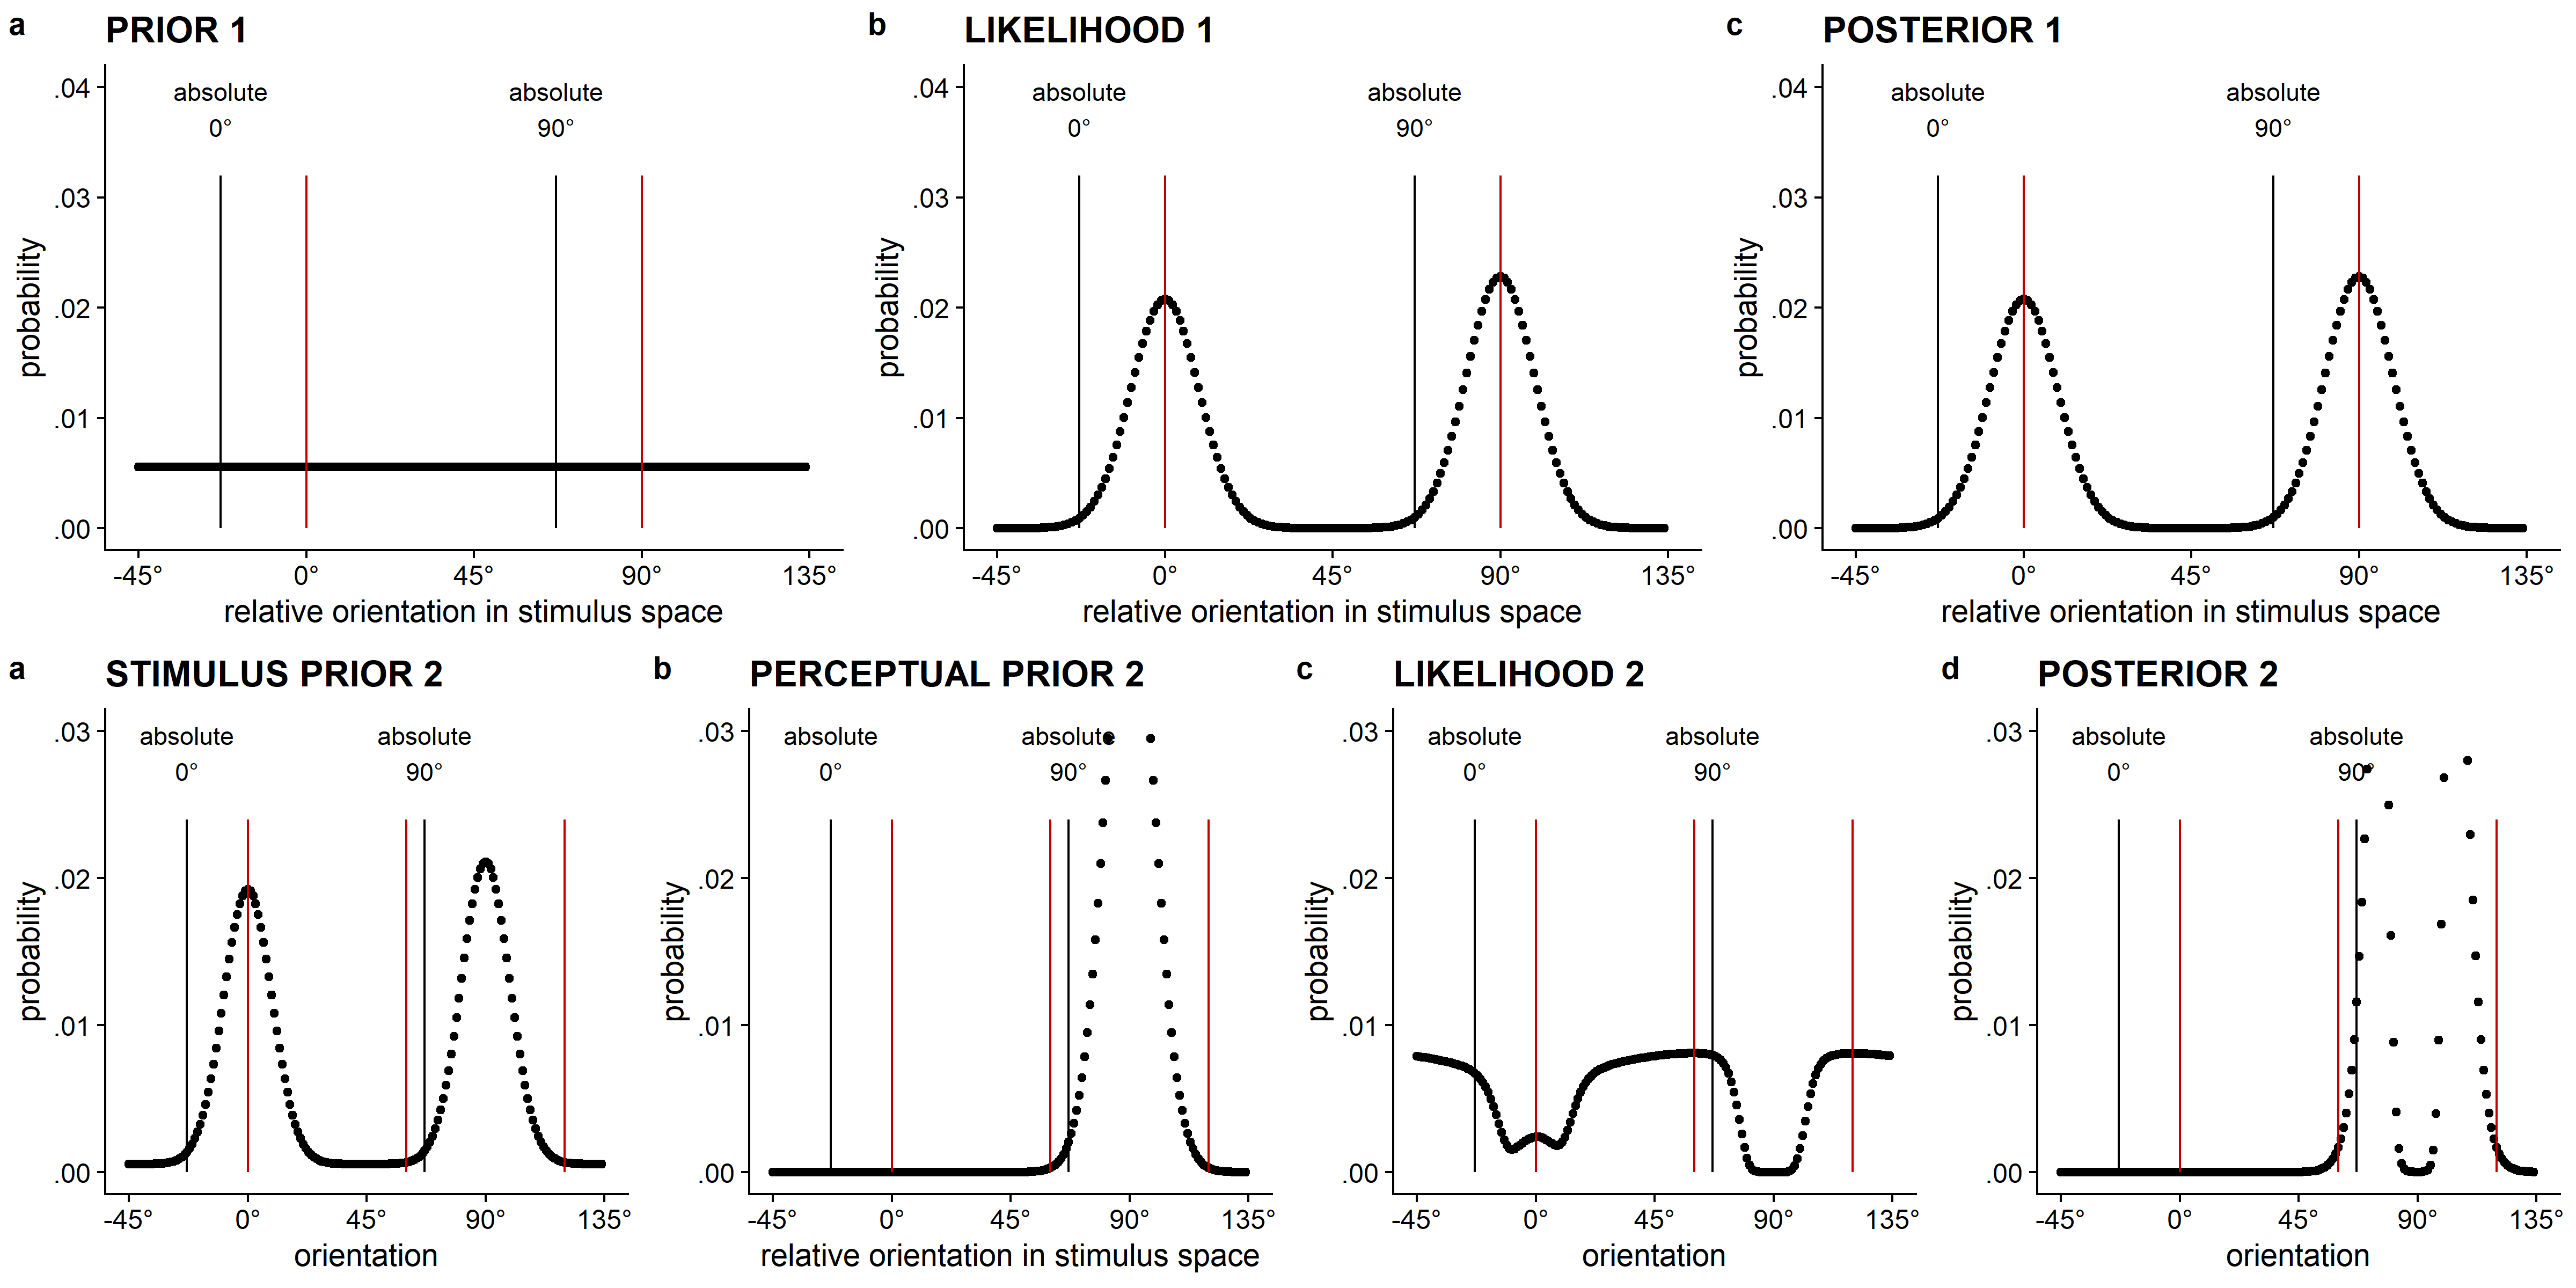 a PRIOR 1
.04
.03
.02
.01
.00
absolute
0°
absolute
90°
probability
-45° 0° 45° 90° 135°
relative orientation in stimulus space
b LIKELIHOOD 1
.04
.03
.02
.01
.00
absolute
0°
absolute
90°
probability
-45° 0° 45° 90° 135°
relative orientation in stimulus space
c POSTERIOR 1
.04
.03
.02
.01
.00
absolute
0°
absolute
90°
probability
-45° 0° 45° 90° 135°
relative orientation in stimulus space
a STIMULUS PRIOR 2
.03
.02
.01
.00
absolute
0°
absolute
90°
probability
-45° 0° 45° 90° 135°
orientation
b PERCEPTUAL PRIOR 2
.03
.02
.01
.00
absolute
0°
absolute
90°
probability
-45° 0° 45° 90° 135°
relative orientation in stimulus space
c LIKELIHOOD 2
.03
.02
.01
.00
absolute
0°
absolute
90°
probability
-45° 0° 45° 90° 135°
orientation
d POSTERIOR 2
.03
.02
.01
.00
absolute
0°
absolute
90°
probability
-45° 0° 45° 90° 135°
orientation